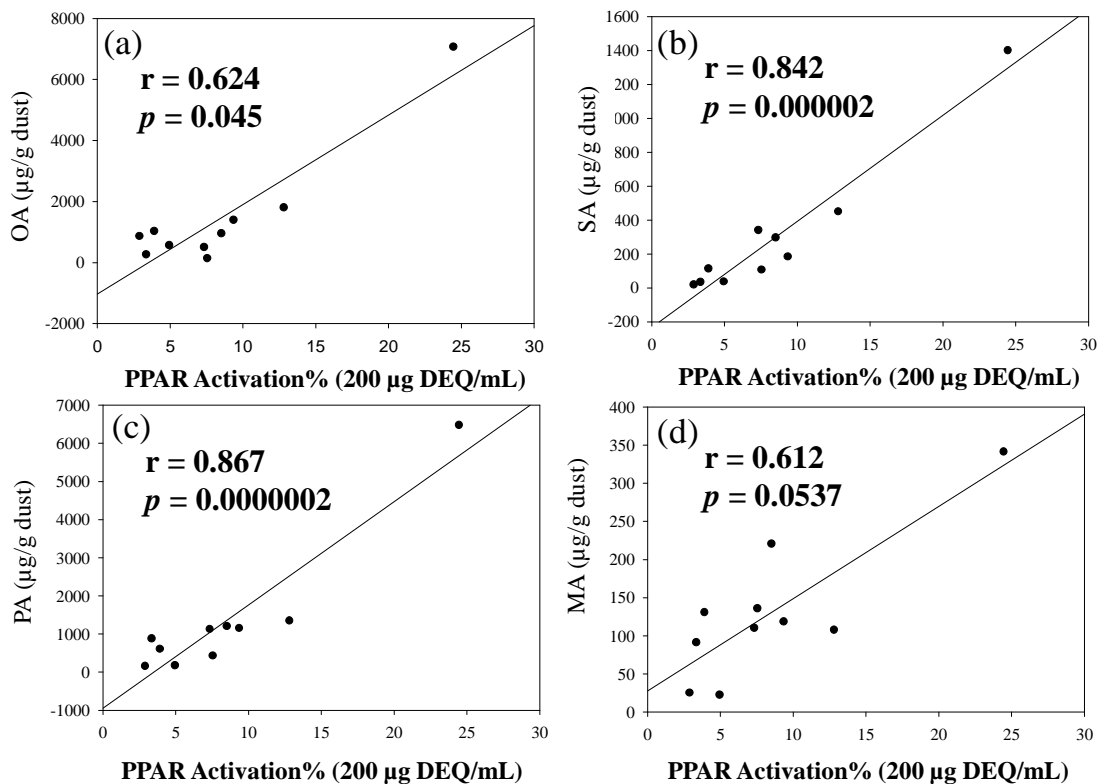 (a)
r = 0.624
p = 0.045
OA (µg/g dust)
8000
6000
4000
2000
0
-2000
0 5 10 15 20 25 30
PPAR Activation% (200 µg DEQ/mL)
(b)
r = 0.842
p = 0.000002
SA (µg/g dust)
1600
1400
200
000
800
600
400
200
0
-200
0 5 10 15 20 25 30
PPAR Activation% (200 µg DEQ/mL)
(c)
r = 0.867
p = 0.0000002
PA (µg/g dust)
7000
6000
5000
4000
3000
2000
1000
0
-1000
0 5 10 15 20 25 30
PPAR Activation% (200 µg DEQ/mL)
(d)
r = 0.612
p = 0.0537
MA (µg/g dust)
400
350
300
250
200
150
100
50
0
0 5 10 15 20 25 30
PPAR Activation% (200 µg DEQ/mL)